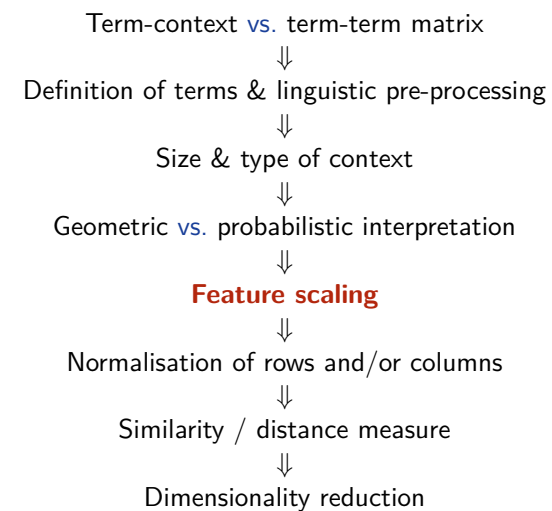 Term-context vs. term-term matrix
⇓
Definition of terms & linguistic pre-processing
⇓
Size & type of context
⇓
Geometric vs. probabilistic interpretation
⇓
Feature scaling
⇓
Normalisation of rows and/or columns
⇓
Similarity / distance measure
⇓
Dimensionality reduction